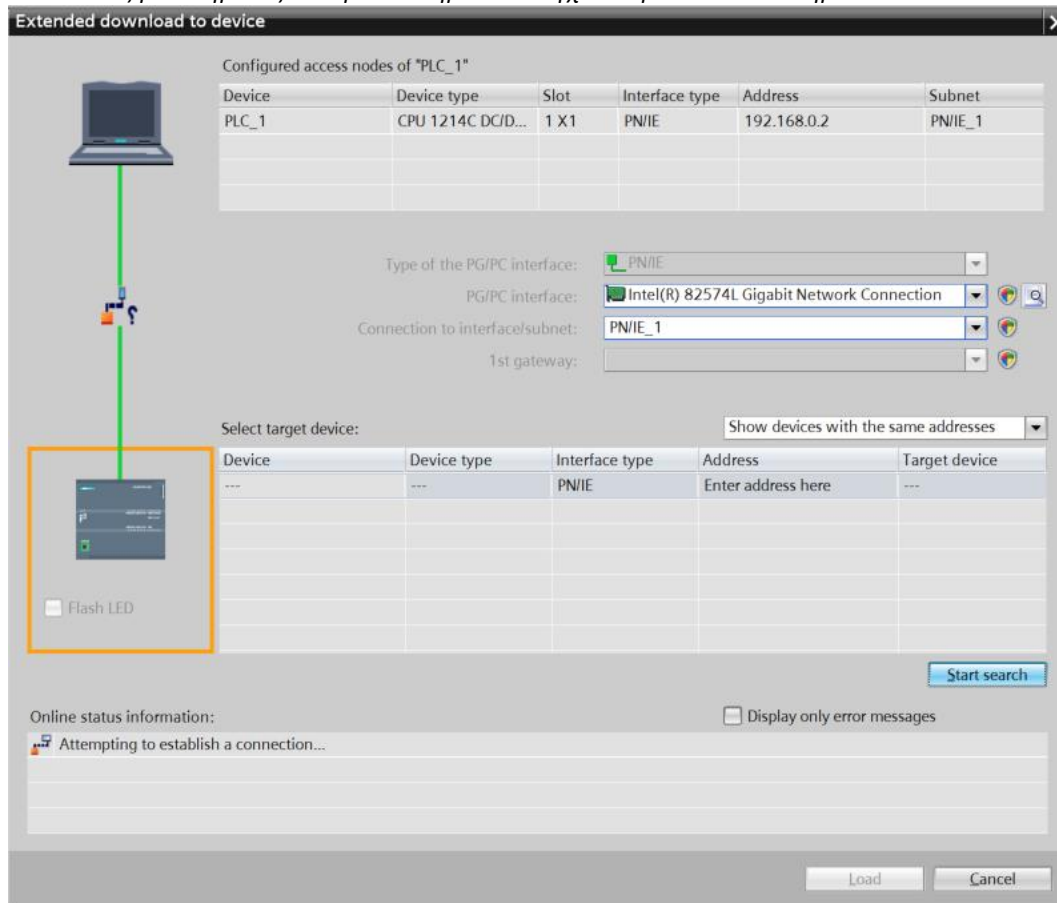 Extended download to device
Configured access nodes of "PLC_1"
Device Device type Slot Interface type Address Subnet
PLC_1 CPU 1214C DC/D... 1 X1 PN/IE 192.168.0.2 PN/IE_1
Type of the PG/PC interface: PN/IE
PG/PC interface: Intel(R) 82574L Gigabit Network Connection
Connection to interface/subnet: PN/IE_1
1st gateway:
Select target device: Show devices with the same addresses
Device Device type Interface type Address Target device
--- --- PN/IE Enter address here ---
Flash LED
Start search
Online status information: Display only error messages
Attempting to establish a connection...
Load Cancel